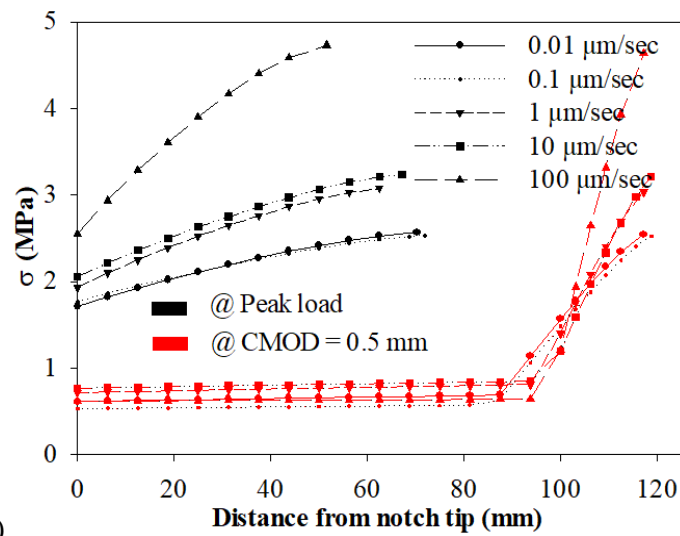 5
4
3
2
1
0
σ (MPa)
0.01 μm/sec
0.1 μm/sec
1 μm/sec
10 μm/sec
100 μm/sec
@ Peak load
@ CMOD = 0.5 mm
0 20 40 60 80 100 120
Distance from notch tip (mm)
)